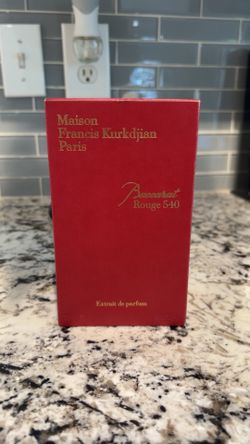 Maison
Francis Kurkdjian
Paris
Baccarat
Rouge 540
Extrait de parfum